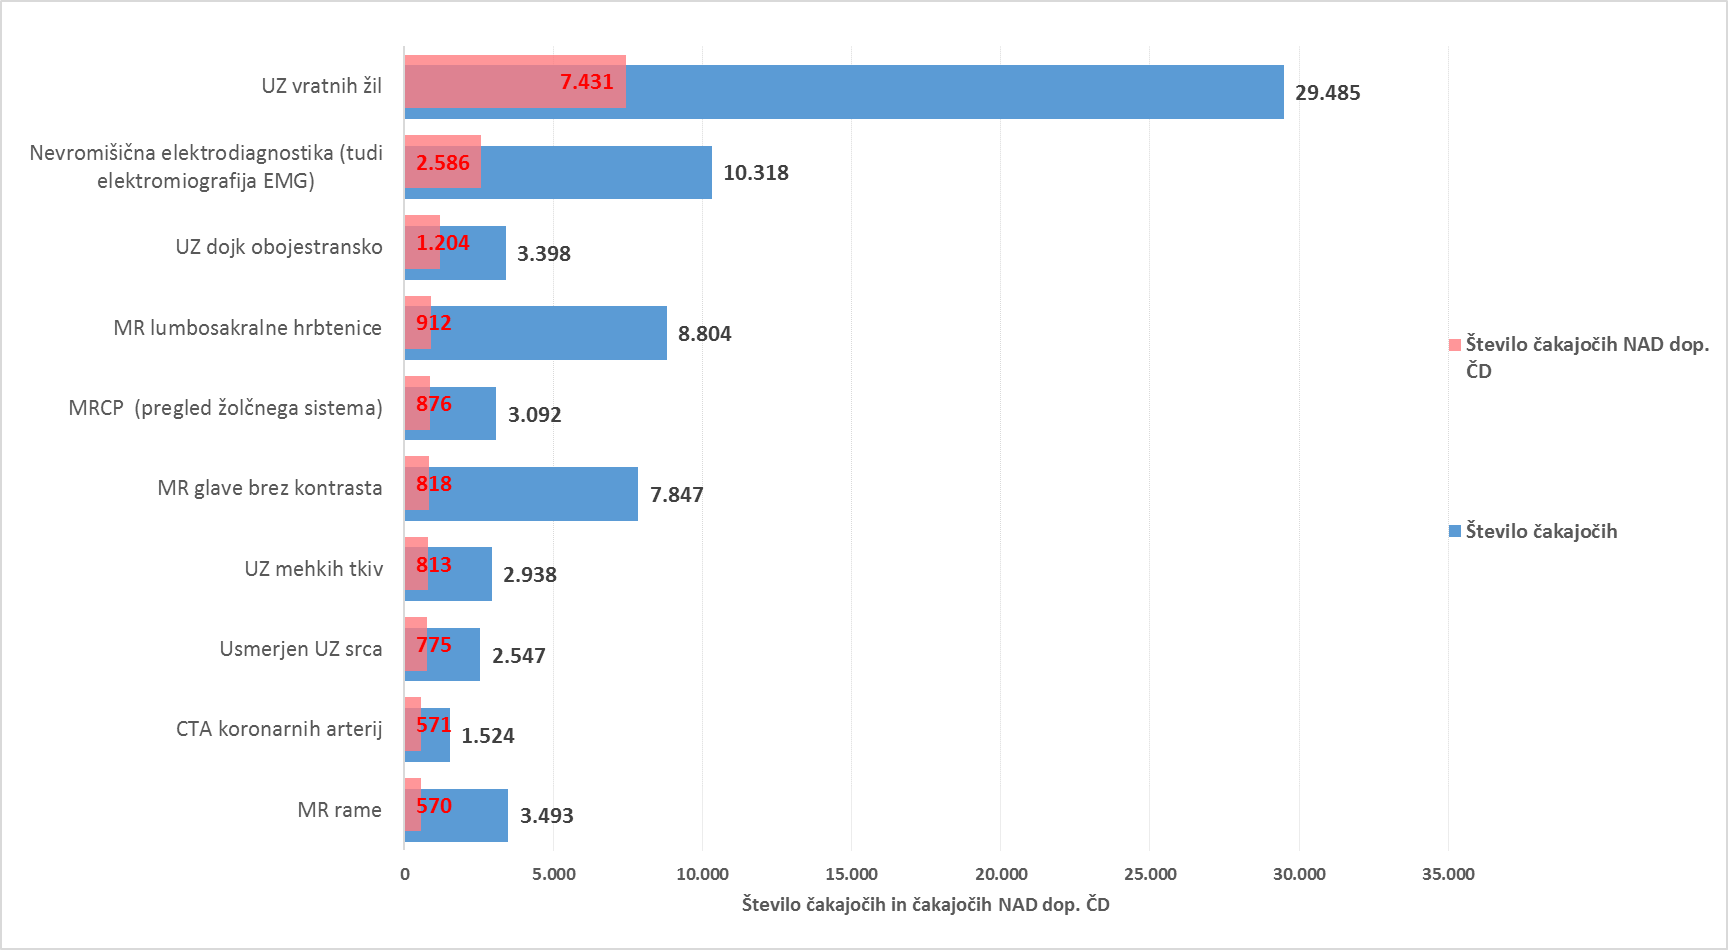 UZ vratnih žil
7.431
29.485
Nevromišična elektrodiagnostika (tudi
elektromiografija EMG)
2.586
10.318
UZ dojk obojestransko
1.204
3.398
MR lumbosakralne hrbtenice
912
8.804
MRCP  (pregled žolčnega sistema)
876
3.092
MR glave brez kontrasta
818
7.847
UZ mehkih tkiv
813
2.938
Usmerjen UZ srca
775
2.547
CTA koronarnih arterij
571
1.524
MR rame
570
3.493
0
5.000
10.000
15.000
20.000
25.000
30.000
35.000
Število čakajočih in čakajočih NAD dop. ČD
Število čakajočih NAD dop.
ČD
Število čakajočih